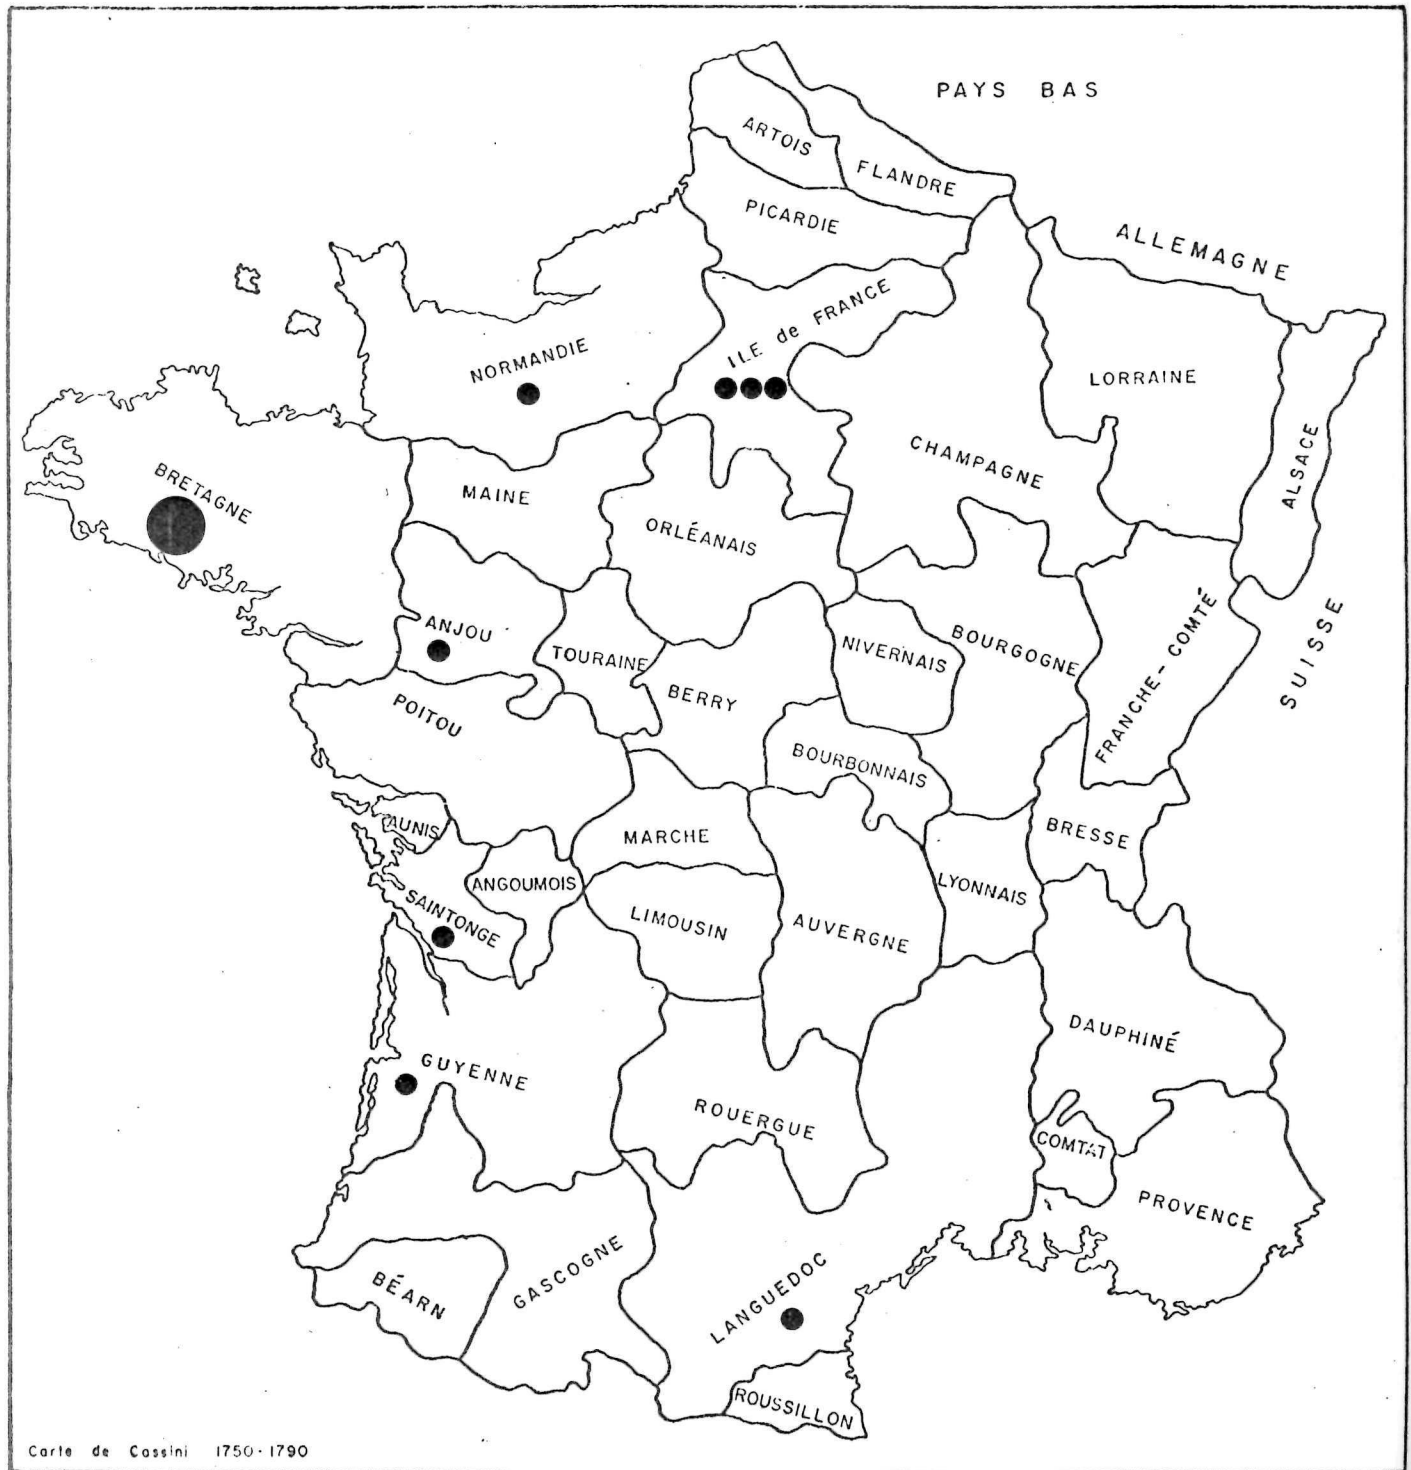 PAYS BAS
ARTOIS
FLANDRE
PICARDIE
ALLEMAGNE
ILE de FRANCE
NORMANDIE
LORRAINE
CHAMPAGNE
ALSACE
BRETAGNE
MAINE
ORLÉANAIS
ANJOU
TOURAINE
BERRY
NIVERNAIS
BOURGOGNE
FRANCHE-COMTÉ
SUISSE
POITOU
BOURBONNAIS
AUNIS
MARCHE
BRESSE
ANGOUMOIS
SAINTONGE
LIMOUSIN
AUVERGNE
LYONNAIS
DAUPHINÉ
GUYENNE
ROUERGUE
COMTAT
PROVENCE
GASCOGNE
BÉARN
LANGUEDOC
ROUSSILLON
Carte de Cassini 1750-1790